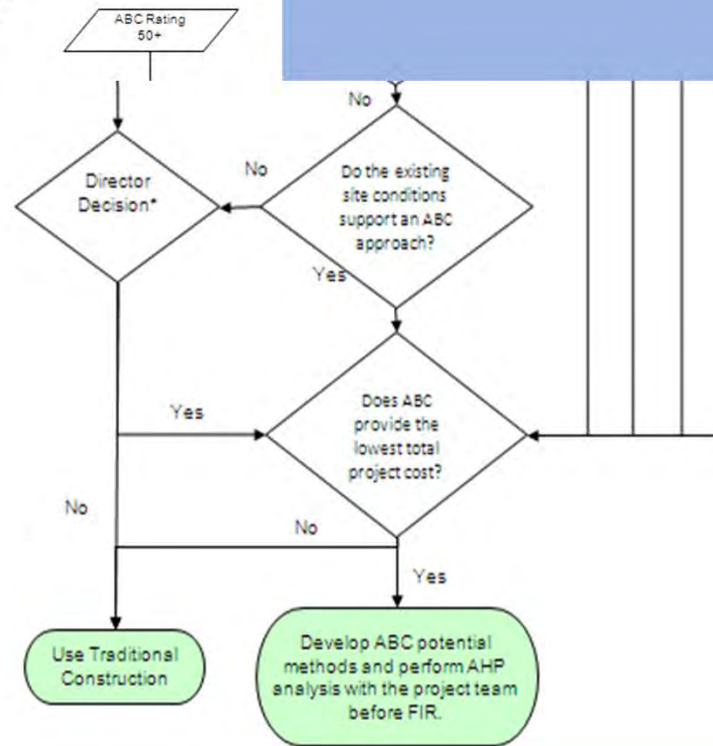 ABC Rating
50+
No
No
Director
Decision*
Do the existing
site conditions
support an ABC
approach?
Yes
Yes
Does ABC
provide the
lowest total
project cost?
No
No
Yes
Use Traditional
Construction
Develop ABC potential
methods and perform AHP
analysis with the project team
before FIR.